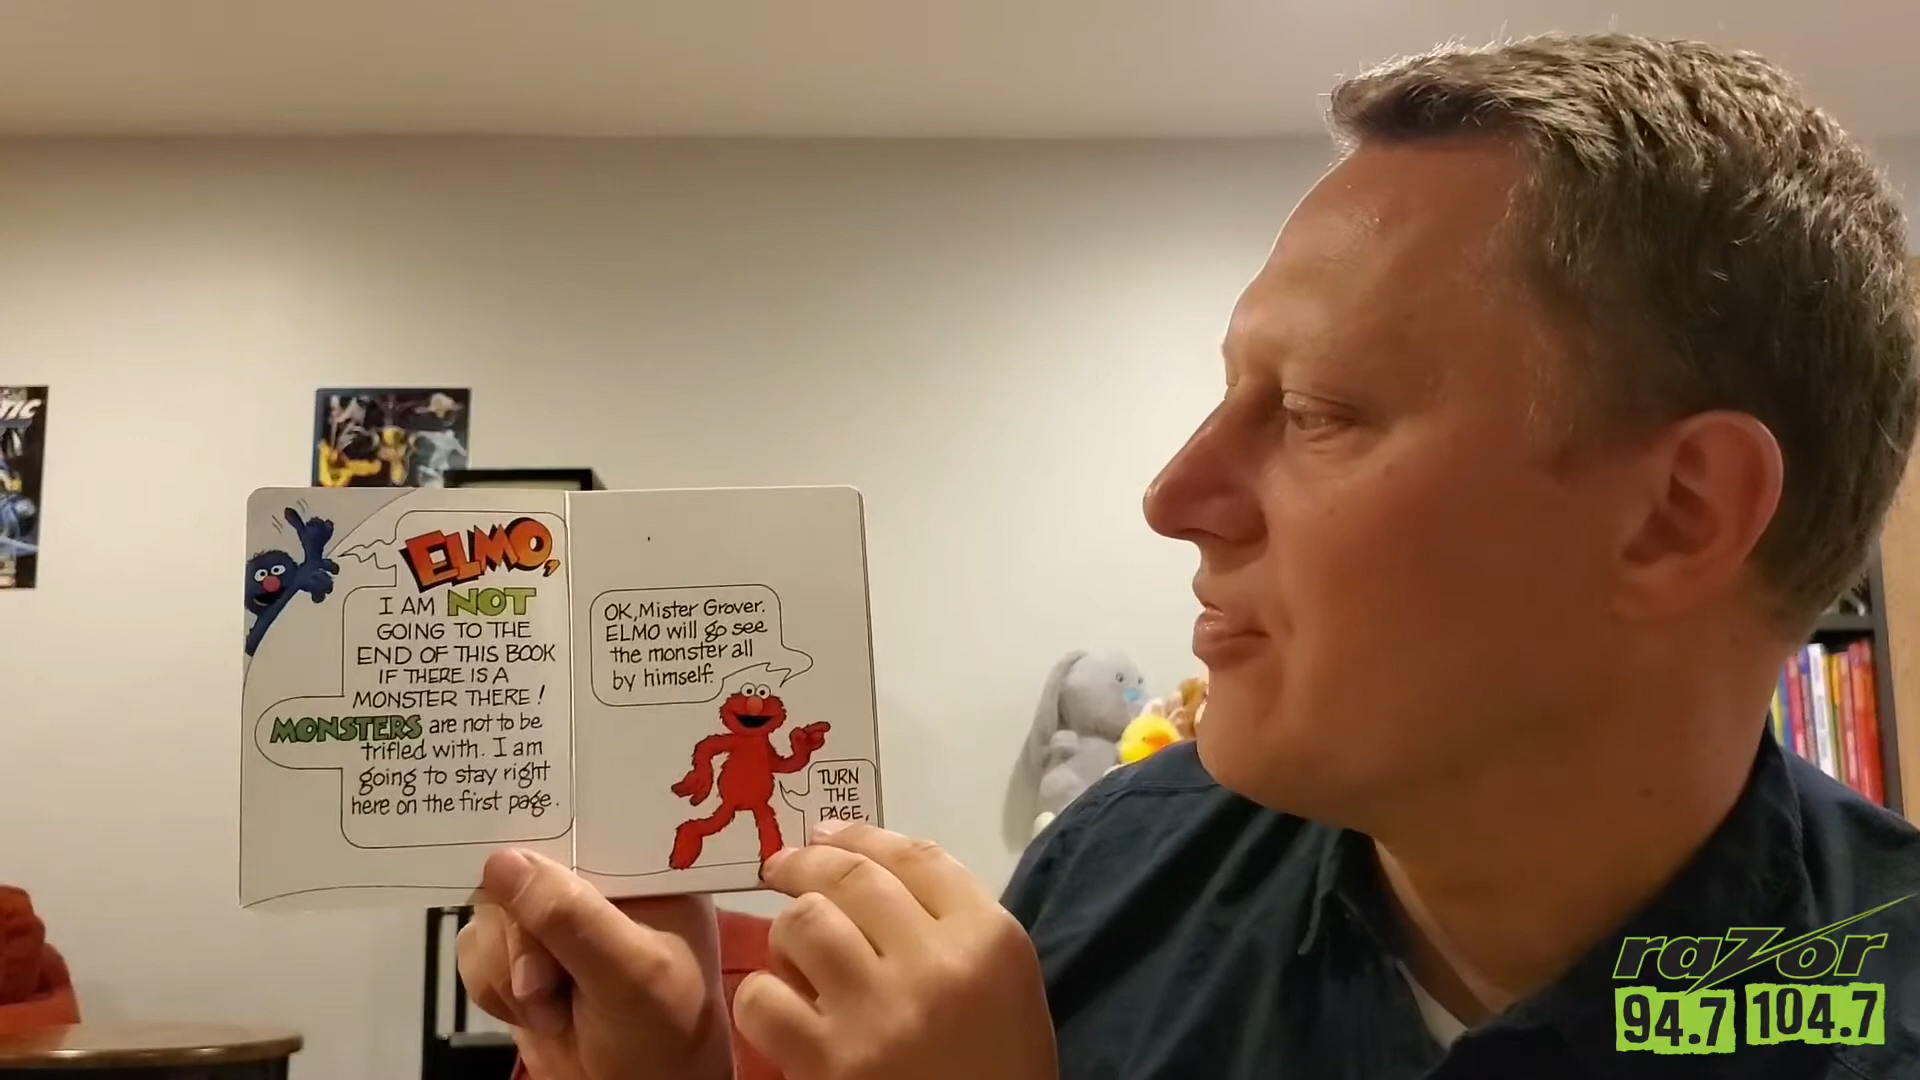 TIC
ELMO,
I AM NOT
GOING TO THE
END OF THIS BOOK
IF THERE IS A
MONSTER THERE!
MONSTERS are not to be
trifled with. I am
going to stay right
here on the first page.
OK, Mister Grover.
ELMO will go see
the monster all
by himself.
TURN
THE
PAGE,
razor
94.7 104.7